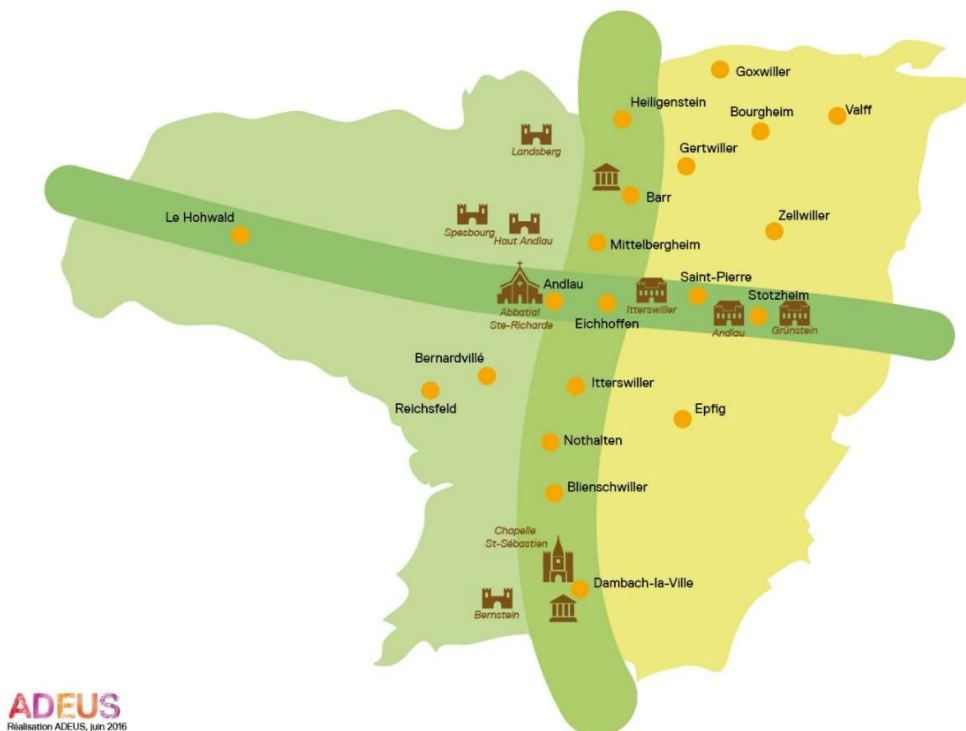 Goxwiller
Heiligenstein
Bourgheim
Valff
Landsberg
Gertwiller
Barr
Le Hohwald
Spesbourg
Haut Andlau
Zellwiller
Mittelbergheim
Andlau
Saint-Pierre
Stotzheim
Abbatial
Ste-Richarde
Eichhoffen
Itterswiller
Andlau
Grünstein
Bernardvillé
Reichsfeld
Itterswiller
Epfig
Nothalten
Blienschwiller
Chapelle
St-Sébastien
Dambach-la-Ville
Bernstein
ADEUS
Réalisation ADEUS, juin 2016